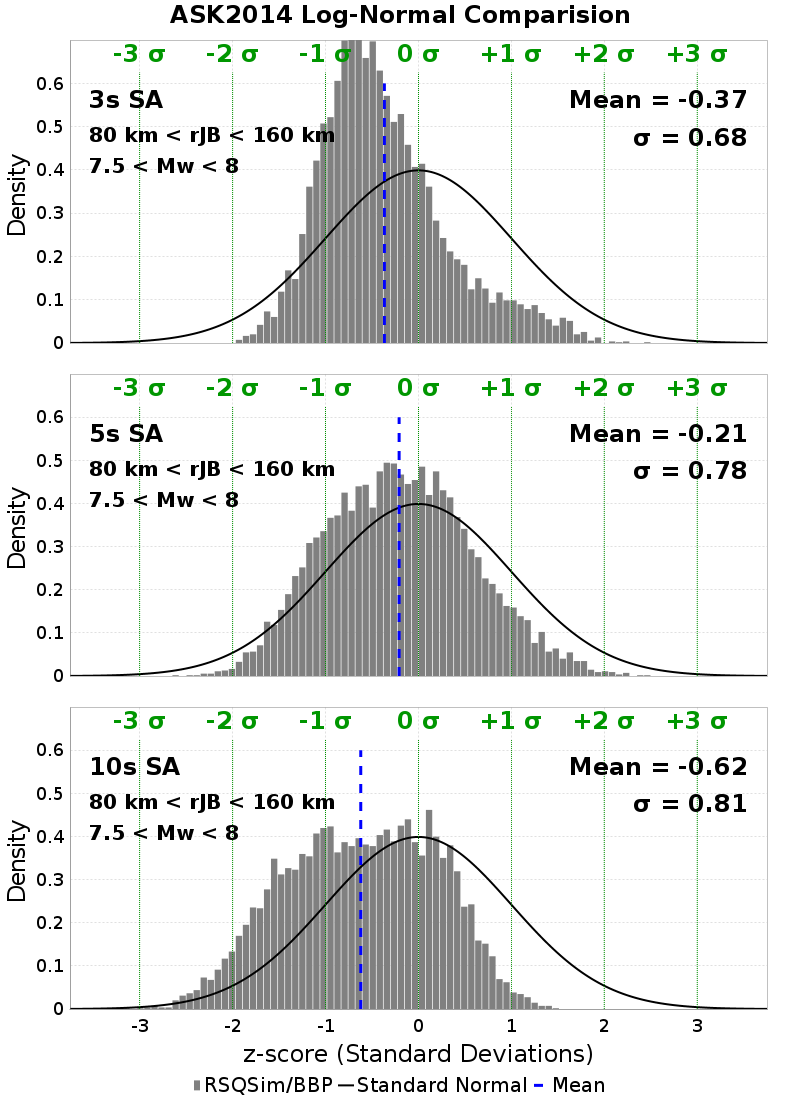 ASK2014 Log-Normal Comparision
-3 σ -2 σ -1 σ 0 σ +1 σ +2 σ +3 σ
3s SA
80 km < rJB < 160 km
7.5 < Mw < 8
Mean = -0.37
σ = 0.68
Density
0.6
0.5
0.4
0.3
0.2
0.1
0
-3 σ -2 σ -1 σ 0 σ +1 σ +2 σ +3 σ
5s SA
80 km < rJB < 160 km
7.5 < Mw < 8
Mean = -0.21
σ = 0.78
Density
0.6
0.5
0.4
0.3
0.2
0.1
0
-3 σ -2 σ -1 σ 0 σ +1 σ +2 σ +3 σ
10s SA
80 km < rJB < 160 km
7.5 < Mw < 8
Mean = -0.62
σ = 0.81
Density
0.6
0.5
0.4
0.3
0.2
0.1
0
-3 -2 -1 0 1 2 3
z-score (Standard Deviations)
RSQSim/BBP Standard Normal Mean